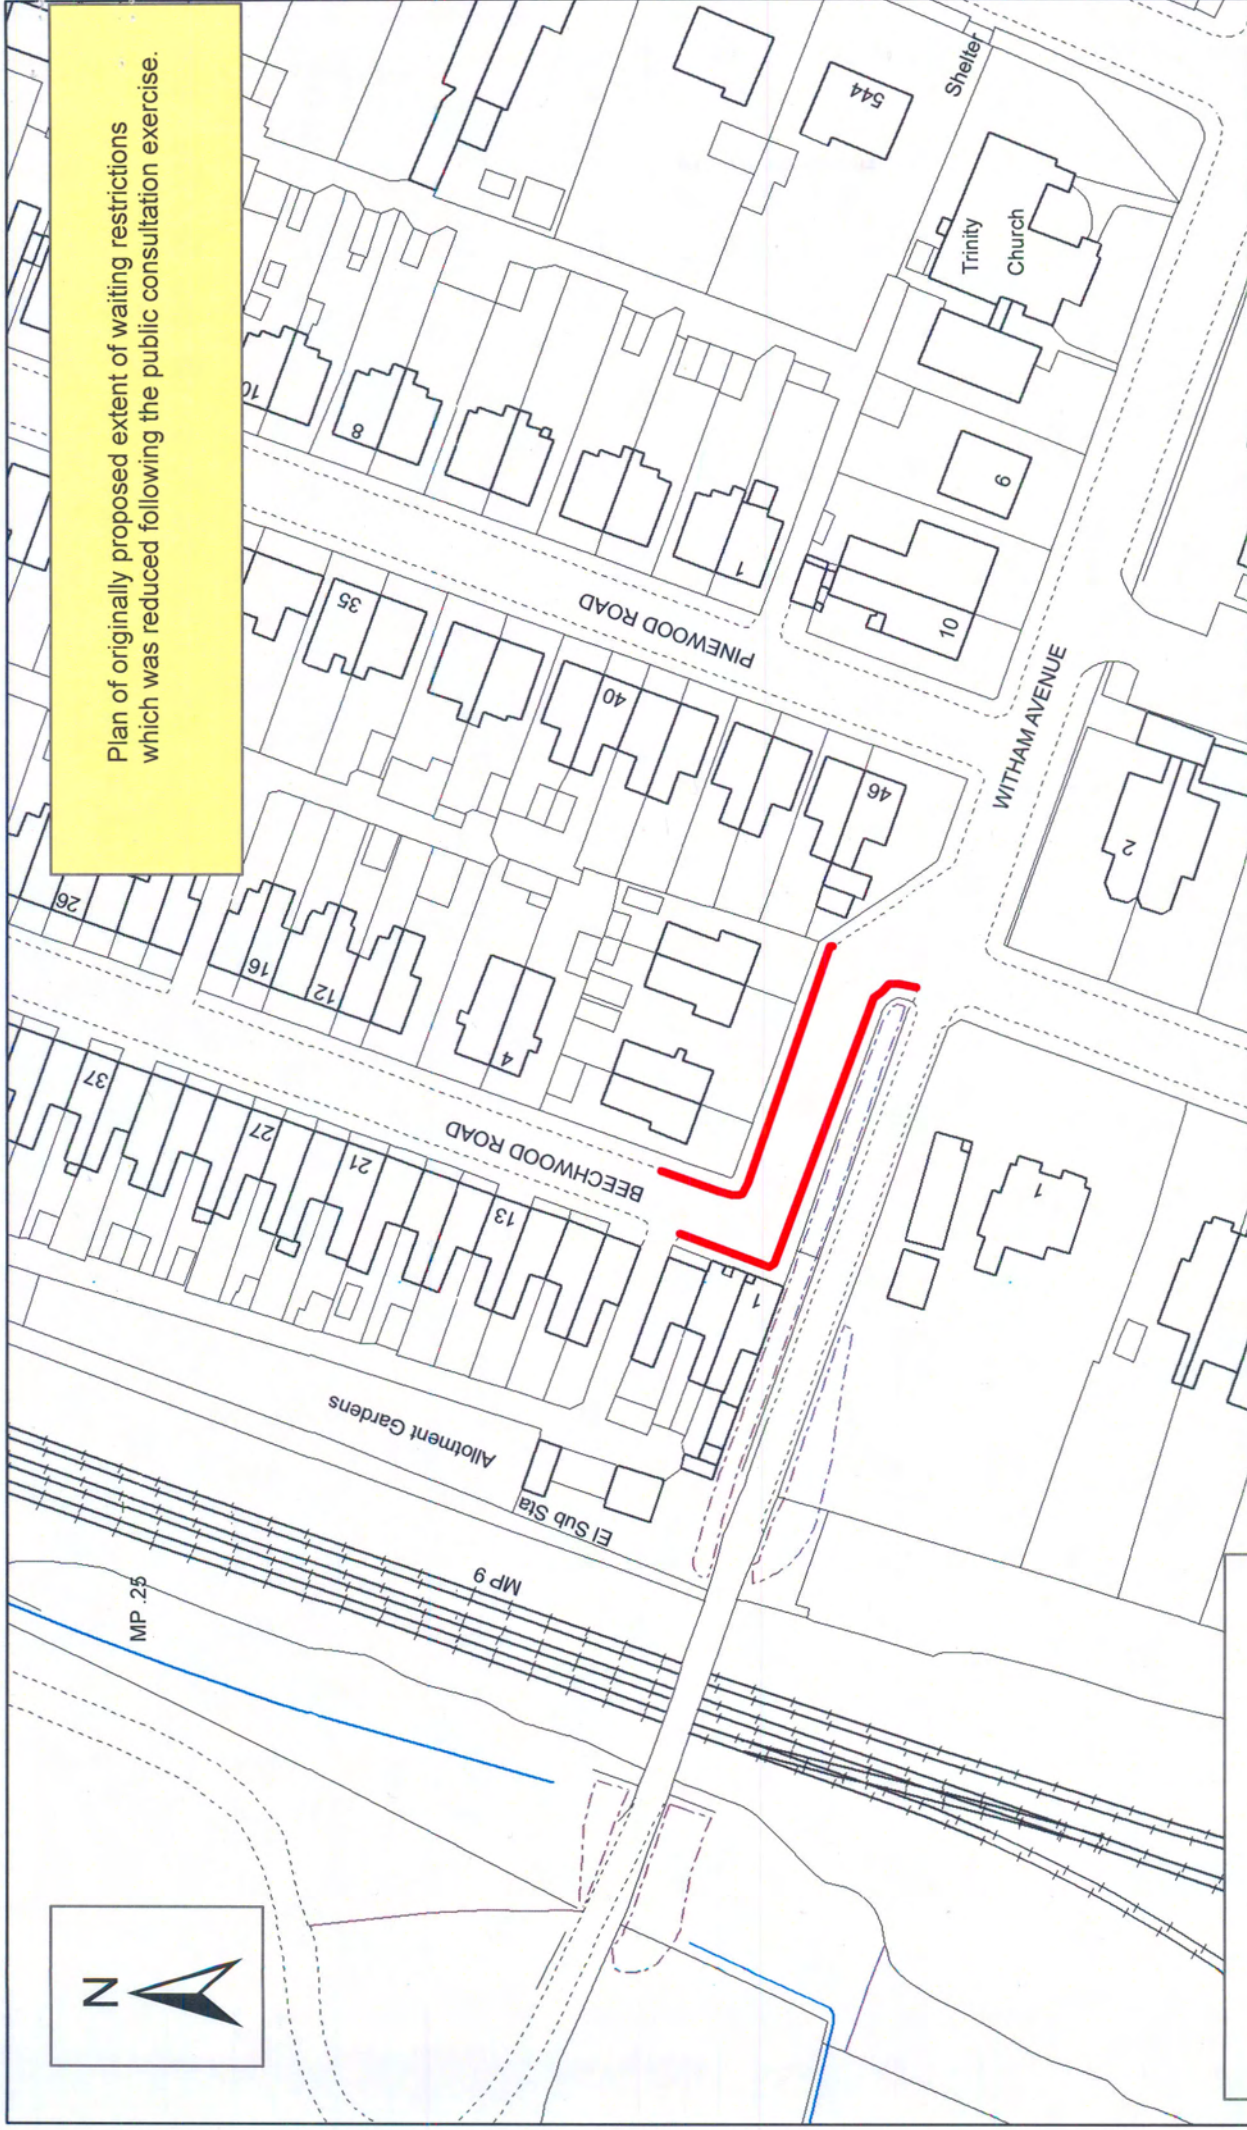 Plan of originally proposed extent of waiting restrictions
which was reduced following the public consultation exercise.
N
MP .25
MP 9
El Sub Sta
Allotment Gardens
BEECHWOOD ROAD
PINEWOOD ROAD
WITHAM AVENUE
Shelter
Trinity
Church
544
10
8
1
35
40
46
26
16
12
4
37
27
21
13
1
10
6
2
1